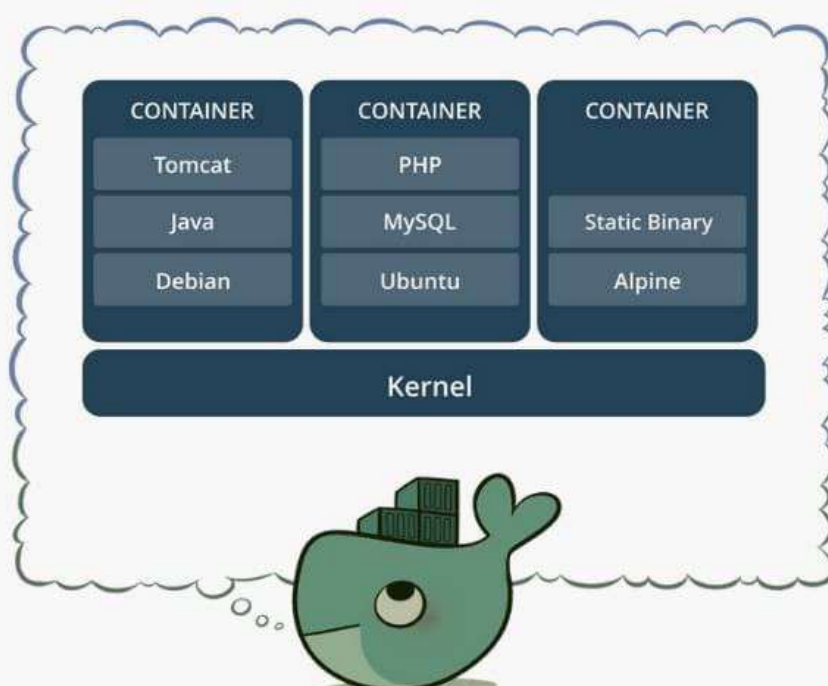 CONTAINER
Tomcat
Java
Debian
CONTAINER
PHP
MySQL
Ubuntu
CONTAINER
Static Binary
Alpine
Kernel